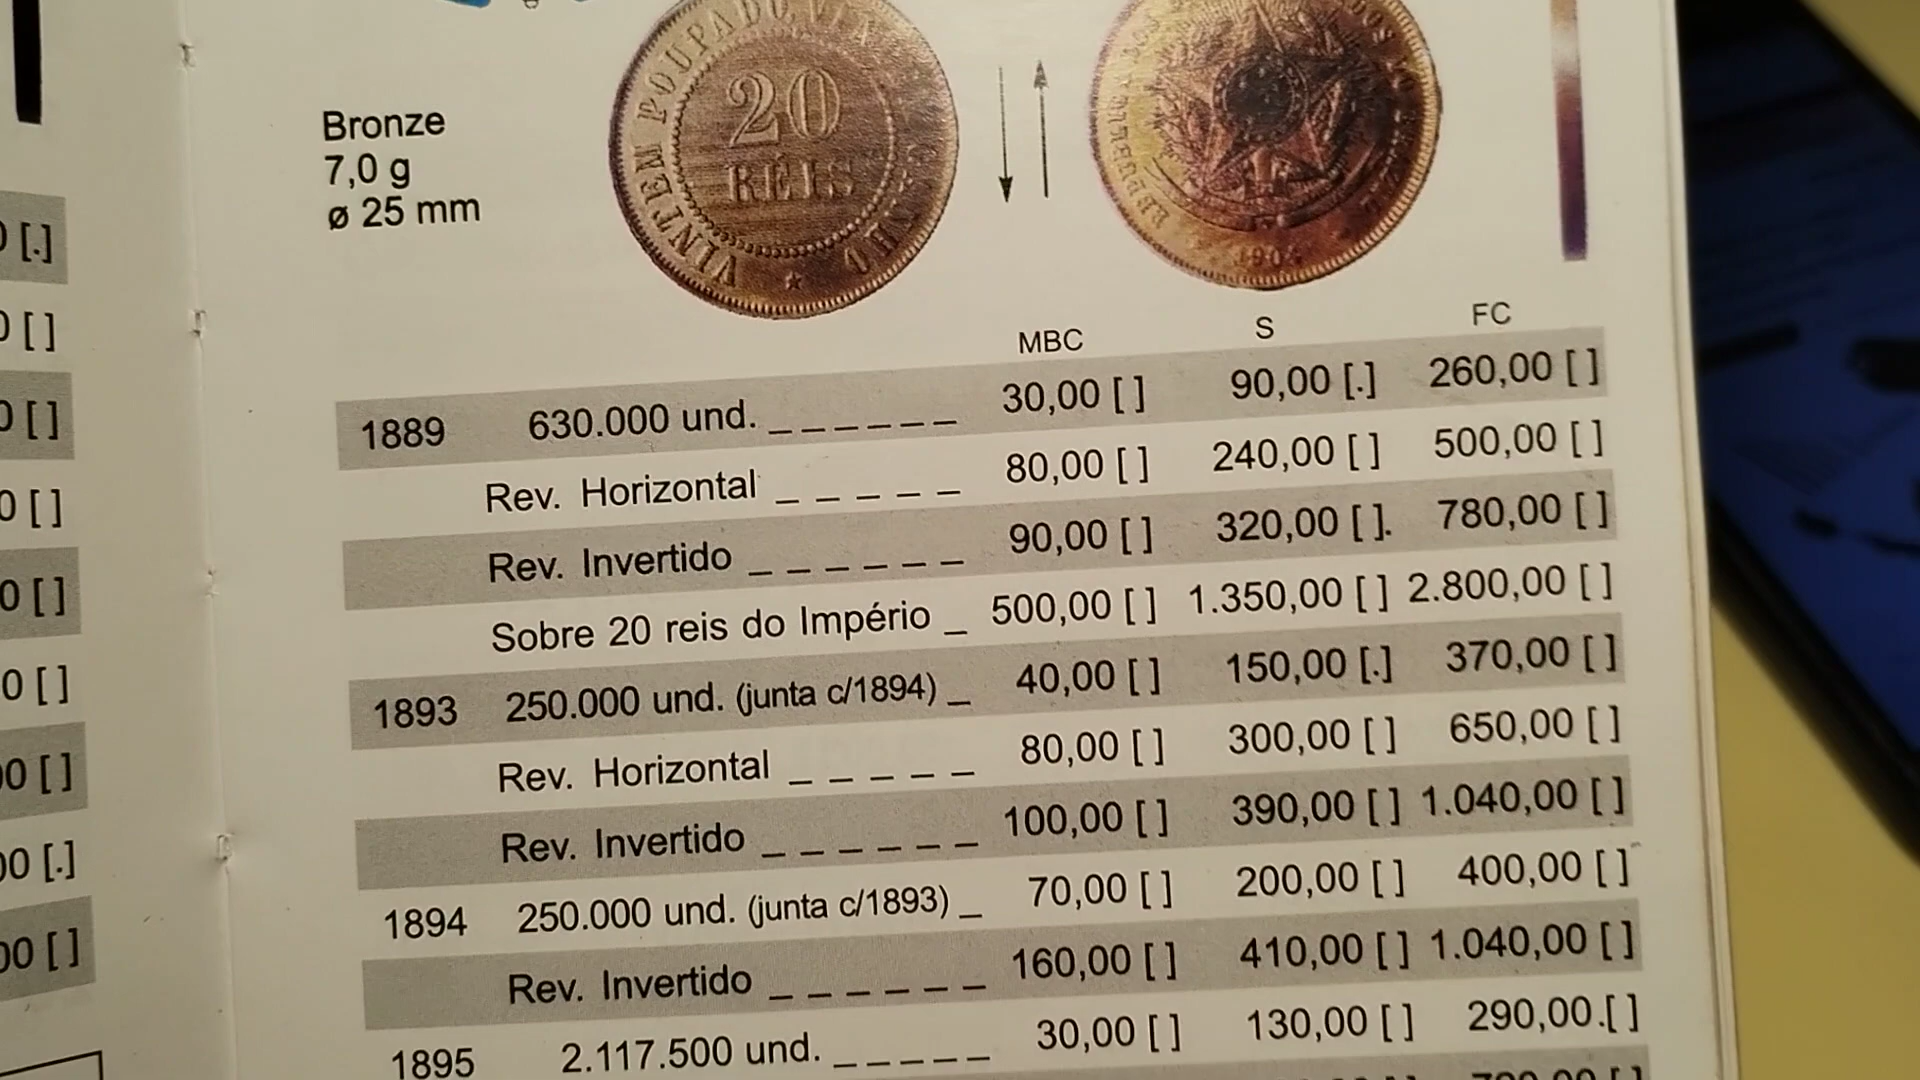 VINTEM POUPADO VINTEM GANHO
20
RÉIS
Bronze
7,0 g
ø 25 mm
MBC S FC
1889 630.000 und. _ _ _ _ _ _ 30,00 [ ] 90,00 [.] 260,00 [ ]
Rev. Horizontal _ _ _ _ _ 80,00 [ ] 240,00 [ ] 500,00 [ ]
Rev. Invertido _ _ _ _ _ _ 90,00 [ ] 320,00 [ ]. 780,00 [ ]
Sobre 20 reis do Império _ 500,00 [ ] 1.350,00 [ ] 2.800,00 [ ]
1893 250.000 und. (junta c/1894) _ 40,00 [ ] 150,00 [.] 370,00 [ ]
Rev. Horizontal _ _ _ _ _ 80,00 [ ] 300,00 [ ] 650,00 [ ]
Rev. Invertido _ _ _ _ _ _ 100,00 [ ] 390,00 [ ] 1.040,00 [ ]
1894 250.000 und. (junta c/1893) _ 70,00 [ ] 200,00 [ ] 400,00 [ ]
Rev. Invertido _ _ _ _ _ _ 160,00 [ ] 410,00 [ ] 1.040,00 [ ]
1895 2.117.500 und. _ _ _ _ _ 30,00 [ ] 130,00 [ ] 290,00.[ ]